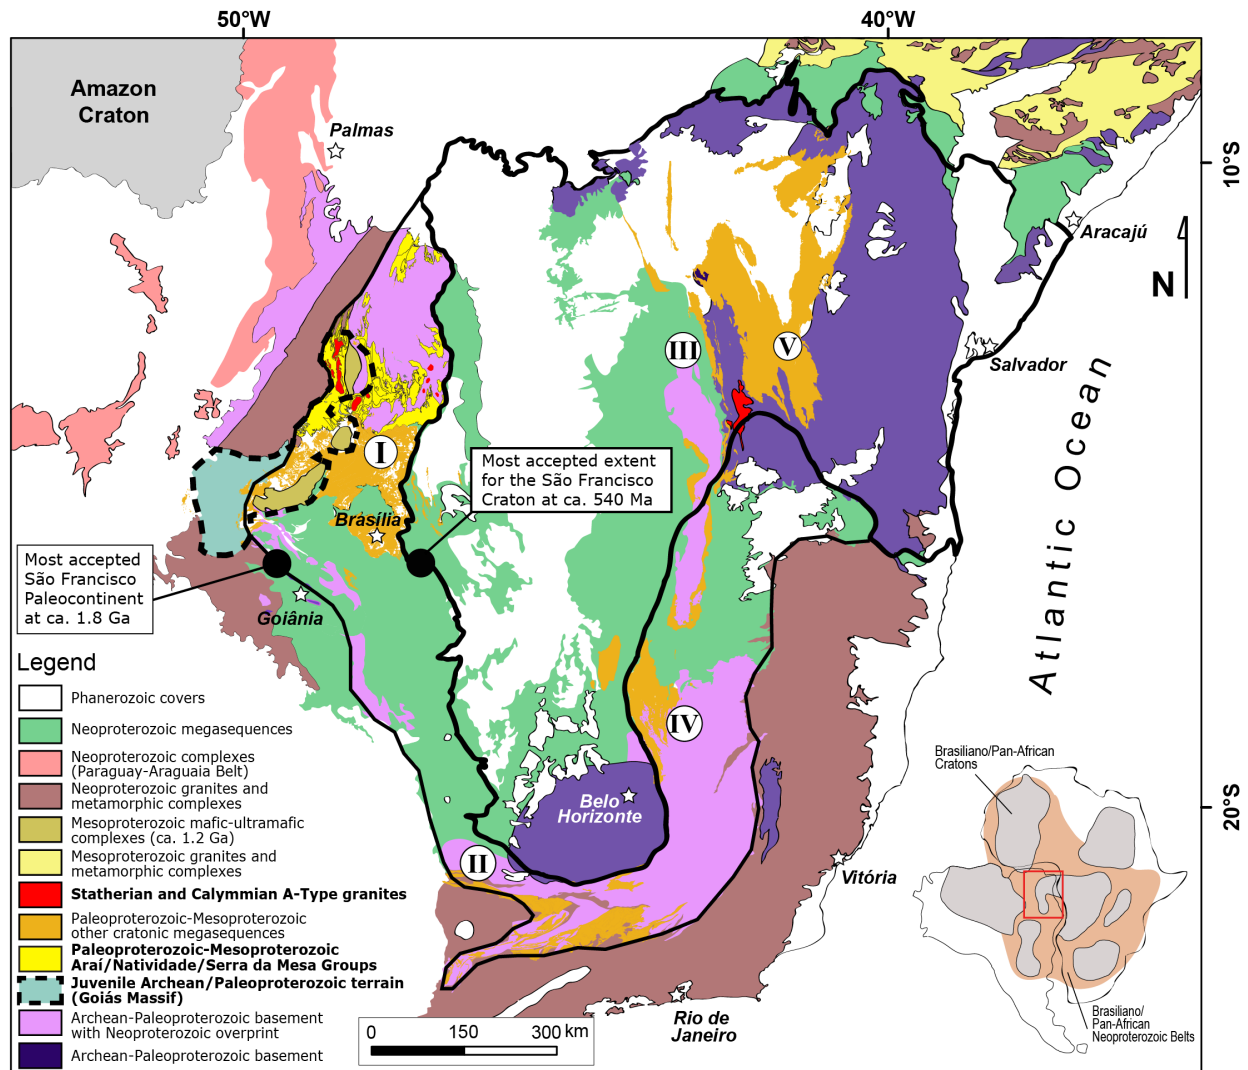 50°W
40°W
Amazon
Craton
Palmas
10°S
Aracajú
N
III
V
Salvador
I
Most accepted extent
for the São Francisco
Craton at ca. 540 Ma
Brasília
Most accepted
São Francisco
Paleocontinent
at ca. 1.8 Ga
Goiânia
Atlantic Ocean
Legend
Phanerozoic covers
Neoproterozoic megasequences
Neoproterozoic complexes
(Paraguay-Araguaia Belt)
Neoproterozoic granites and
metamorphic complexes
Mesoproterozoic mafic-ultramafic
complexes (ca. 1.2 Ga)
Mesoproterozoic granites and
metamorphic complexes
Statherian and Calymmian A-Type granites
Paleoproterozoic-Mesoproterozoic
other cratonic megasequences
Paleoproterozoic-Mesoproterozoic
Araí/Natividade/Serra da Mesa Groups
Juvenile Archean/Paleoproterozoic terrain
(Goiás Massif)
Archean-Paleoproterozoic basement
with Neoproterozoic overprint
Archean-Paleoproterozoic basement
IV
Belo
Horizonte
II
20°S
Vitória
Rio de
Janeiro
0 150 300 km
Brasiliano/Pan-African
Cratons
Brasiliano/
Pan-African
Neoproterozoic Belts